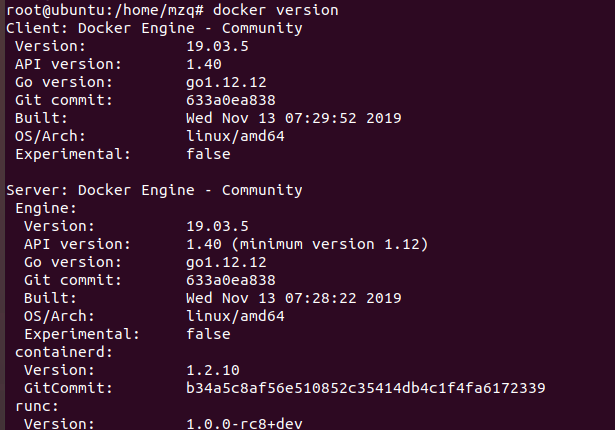 root@ubuntu:/home/mzq# docker version
Client: Docker Engine - Community
 Version:           19.03.5
 API version:       1.40
 Go version:        go1.12.12
 Git commit:        633a0ea838
 Built:             Wed Nov 13 07:29:52 2019
 OS/Arch:           linux/amd64
 Experimental:      false

Server: Docker Engine - Community
 Engine:
  Version:          19.03.5
  API version:      1.40 (minimum version 1.12)
  Go version:       go1.12.12
  Git commit:       633a0ea838
  Built:            Wed Nov 13 07:28:22 2019
  OS/Arch:          linux/amd64
  Experimental:     false
 containerd:
  Version:          1.2.10
  GitCommit:        b34a5c8af56e510852c35414db4c1f4fa6172339
 runc:
  Version:          1.0.0-rc8+dev